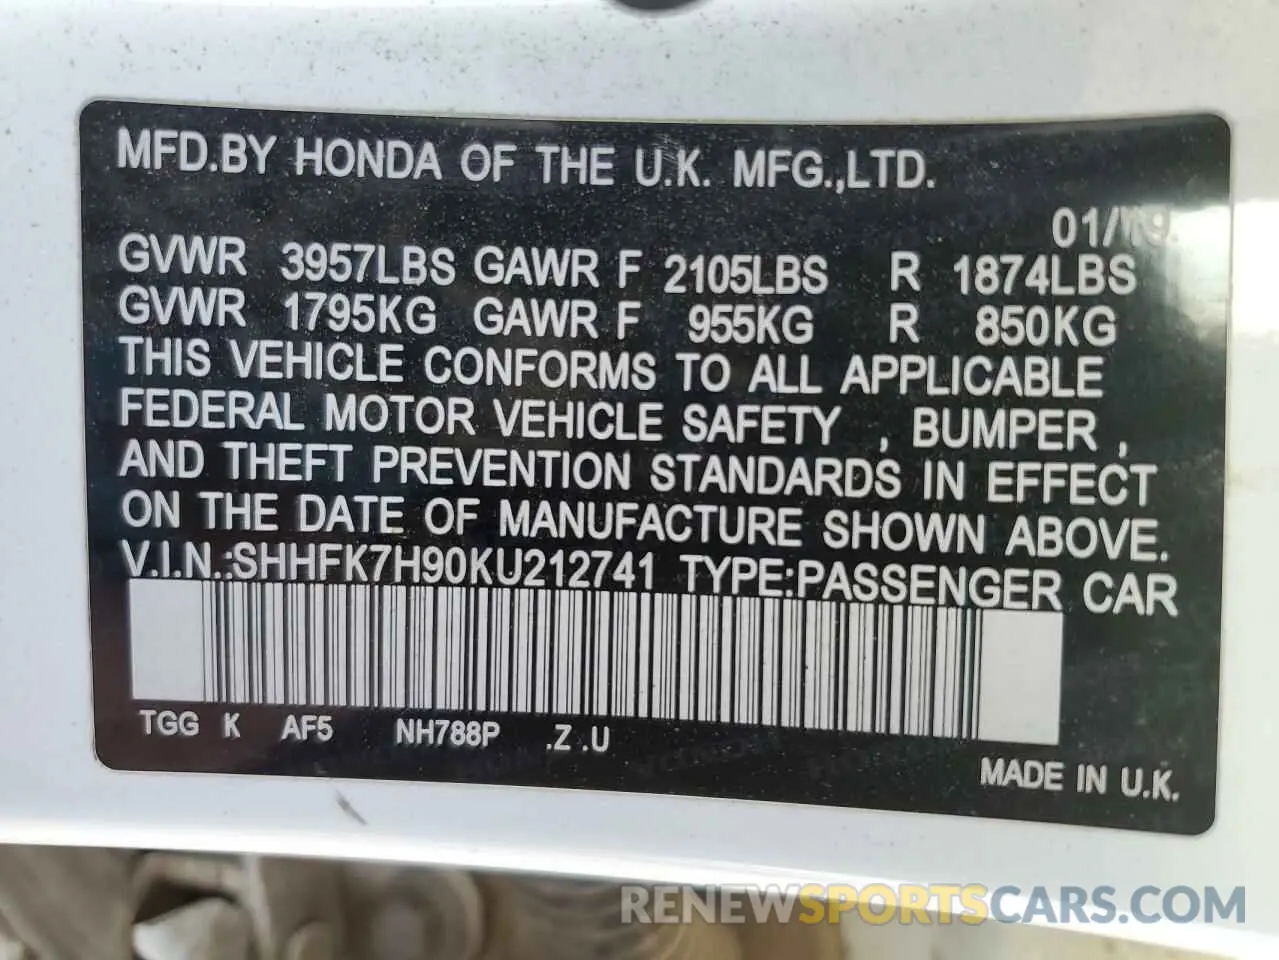 MFD.BY HONDA OF THE U.K. MFG.,LTD.
01/19
GVWR 3957LBS GAWR F 2105LBS R 1874LBS
GVWR 1795KG GAWR F 955KG R 850KG
THIS VEHICLE CONFORMS TO ALL APPLICABLE
FEDERAL MOTOR VEHICLE SAFETY , BUMPER ,
AND THEFT PREVENTION STANDARDS IN EFFECT
ON THE DATE OF MANUFACTURE SHOWN ABOVE.
V.I.N.:SHHFK7H90KU212741 TYPE:PASSENGER CAR
TGG K AF5 NH788P .Z .U
MADE IN U.K.
RENEWSPORTSCARS.COM